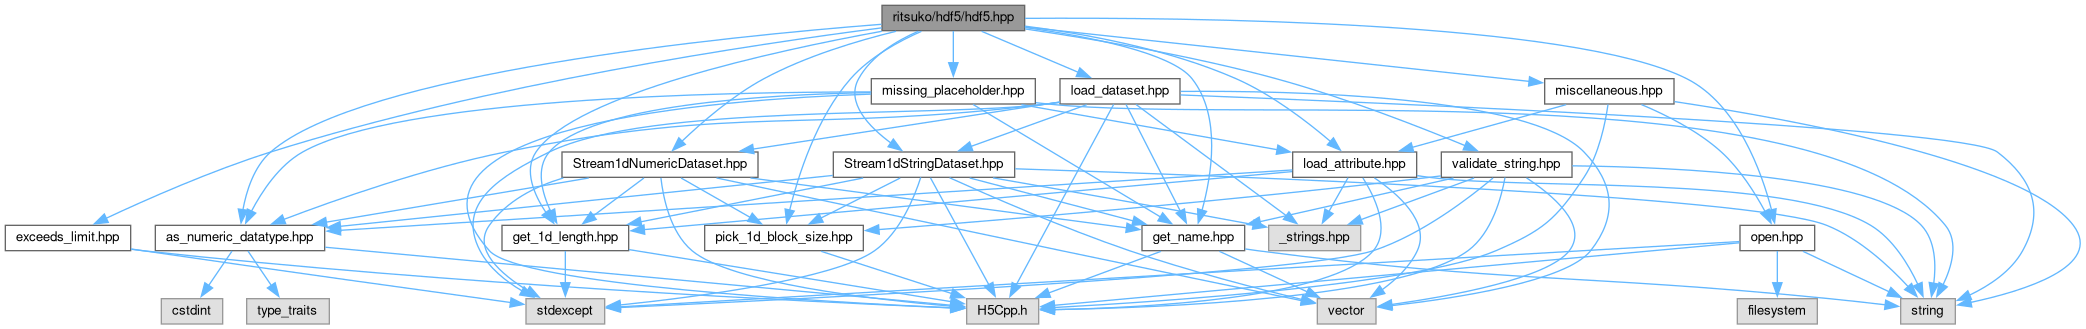 ritsuko/hdf5/hdf5.hpp
missing_placeholder.hpp
load_dataset.hpp
miscellaneous.hpp
Stream1dNumericDataset.hpp
Stream1dStringDataset.hpp
load_attribute.hpp
validate_string.hpp
exceeds_limit.hpp
as_numeric_datatype.hpp
get_1d_length.hpp
pick_1d_block_size.hpp
get_name.hpp
_strings.hpp
open.hpp
cstdint
type_traits
stdexcept
H5Cpp.h
vector
filesystem
string